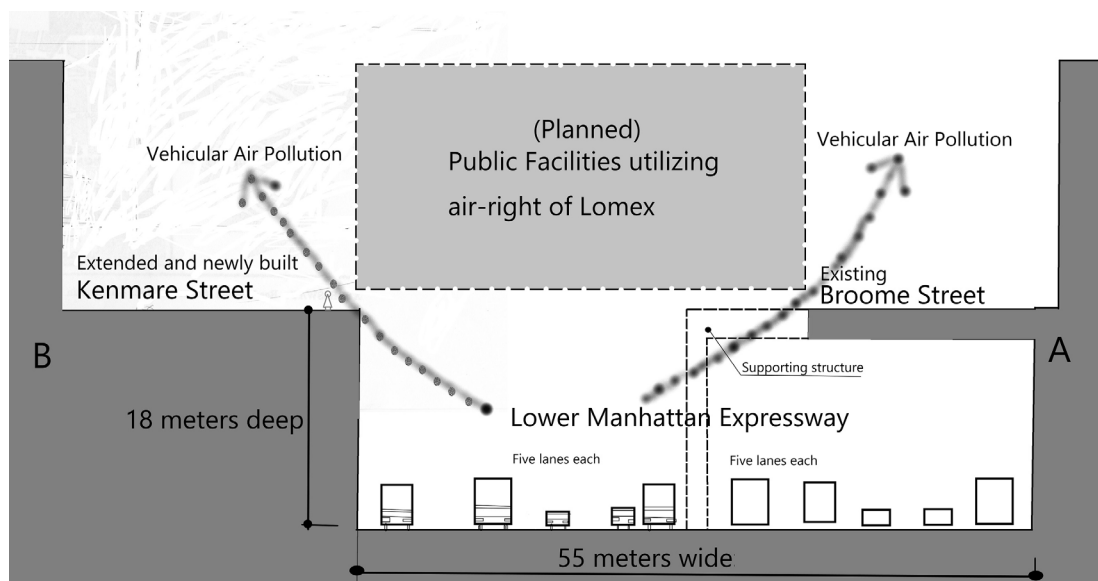 (Planned)
Public Facilities utilizing
air-right of Lomex
Vehicular Air Pollution
Vehicular Air Pollution
Extended and newly built
Kenmare Street
Existing
Broome Street
B
A
Supporting structure
18 meters deep
Lower Manhattan Expressway
Five lanes each
Five lanes each
55 meters wide